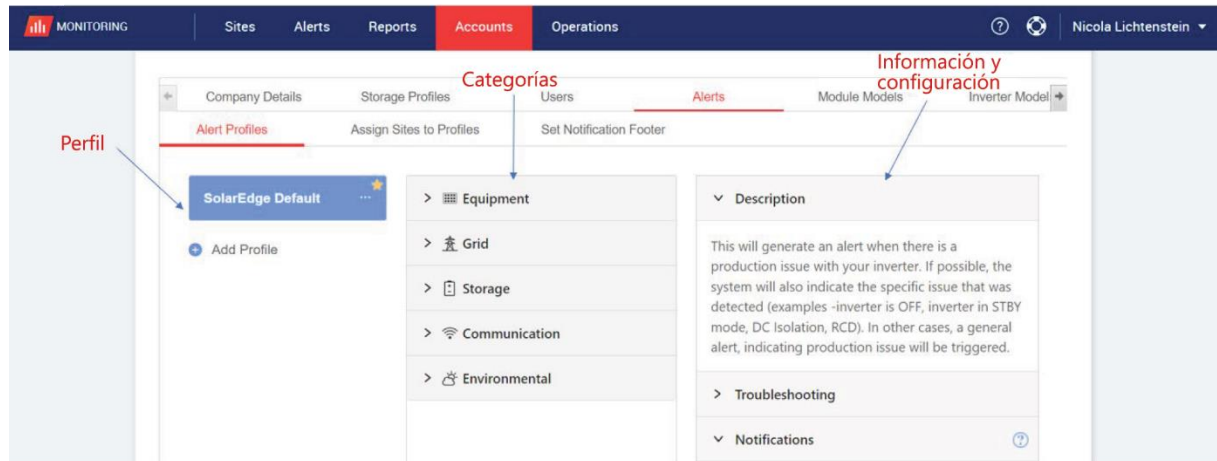 MONITORING Sites Alerts Reports Accounts Operations Nicola Lichtenstein
Categorías
Información y
configuración
Company Details Storage Profiles Users Alerts Module Models Inverter Model
Alert Profiles Assign Sites to Profiles Set Notification Footer
Perfil
SolarEdge Default
Add Profile
Equipment
Grid
Storage
Communication
Environmental
Description
This will generate an alert when there is a
production issue with your inverter. If possible, the
system will also indicate the specific issue that was
detected (examples -inverter is OFF, inverter in STBY
mode, DC Isolation, RCD). In other cases, a general
alert, indicating production issue will be triggered.
Troubleshooting
Notifications